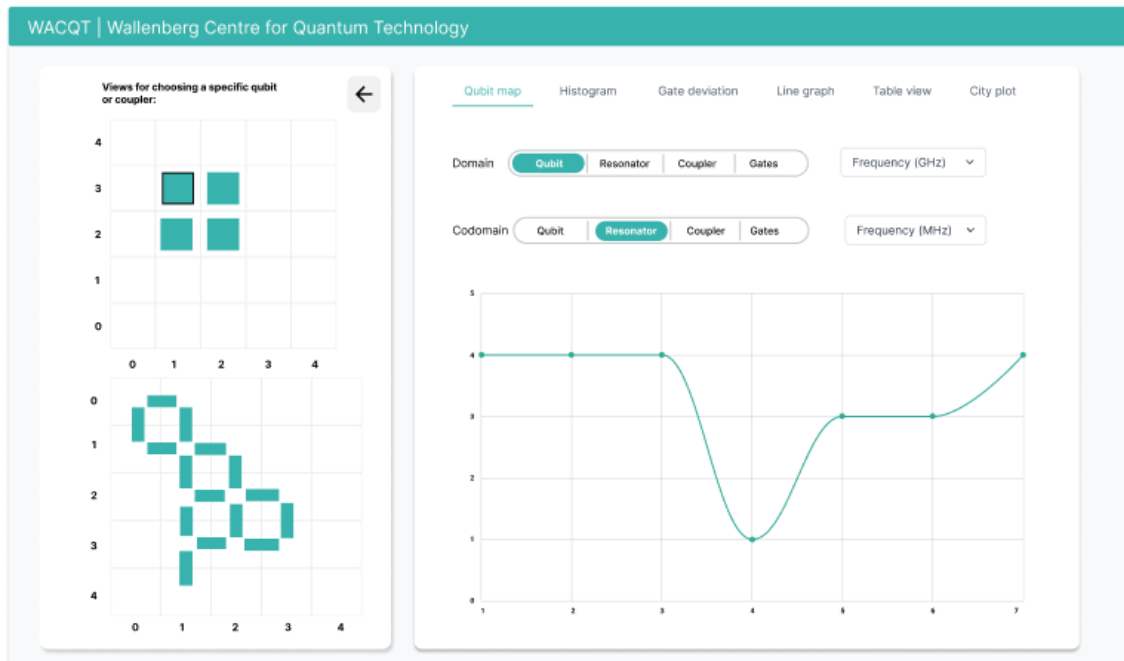 WACQT | Wallenberg Centre for Quantum Technology
Views for choosing a specific qubit
or coupler:
4
3
2
1
0
0 1 2 3 4
0
1
2
3
4
0 1 2 3 4
Qubit map Histogram Gate deviation Line graph Table view City plot
Domain Qubit Resonator Coupler Gates Frequency (GHz)
Codomain Qubit Resonator Coupler Gates Frequency (MHz)
5
4
3
2
1
0
1 2 3 4 5 6 7